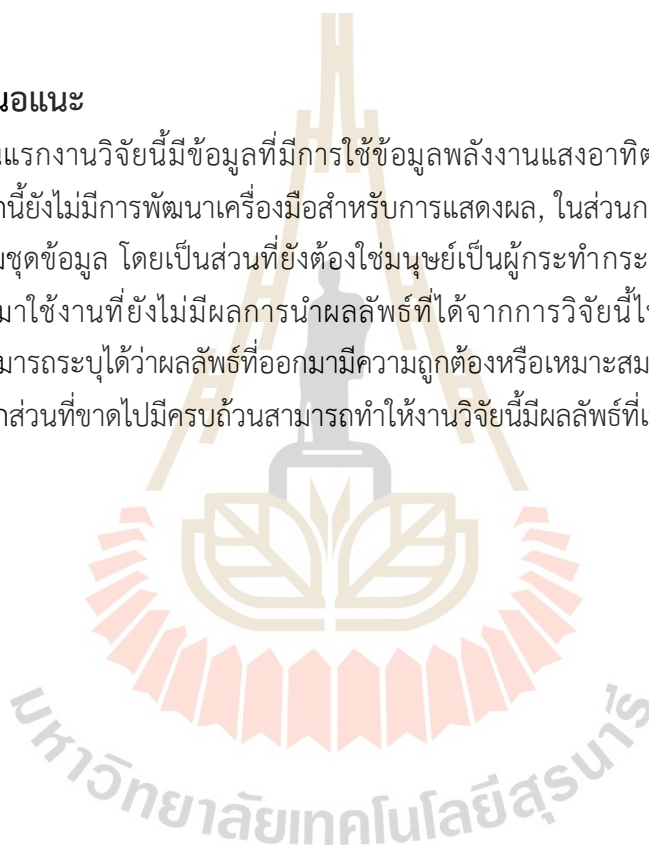 นอแนะ
นแรกงานวิจัยนี้มีข้อมูลที่มีการใช้ข้อมูลพลังงานแสงอาทิต
านี้ยังไม่มีการพัฒนาเครื่องมือสำหรับการแสดงผล, ในส่วนก
มชุดข้อมูล โดยเป็นส่วนที่ยังต้องใช่มนุษย์เป็นผู้กระทำกระ
มาใช้งานที่ยังไม่มีผลการนำผลลัพธ์ที่ได้จากการวิจัยนี้ไ
มารถระบุได้ว่าผลลัพธ์ที่ออกมามีความถูกต้องหรือเหมาะสม
กส่วนที่ขาดไปมีครบถ้วนสามารถทำให้งานวิจัยนี้มีผลลัพธ์ที่
มหาวิทยาลัยเทคโนโลยีสุรนารี